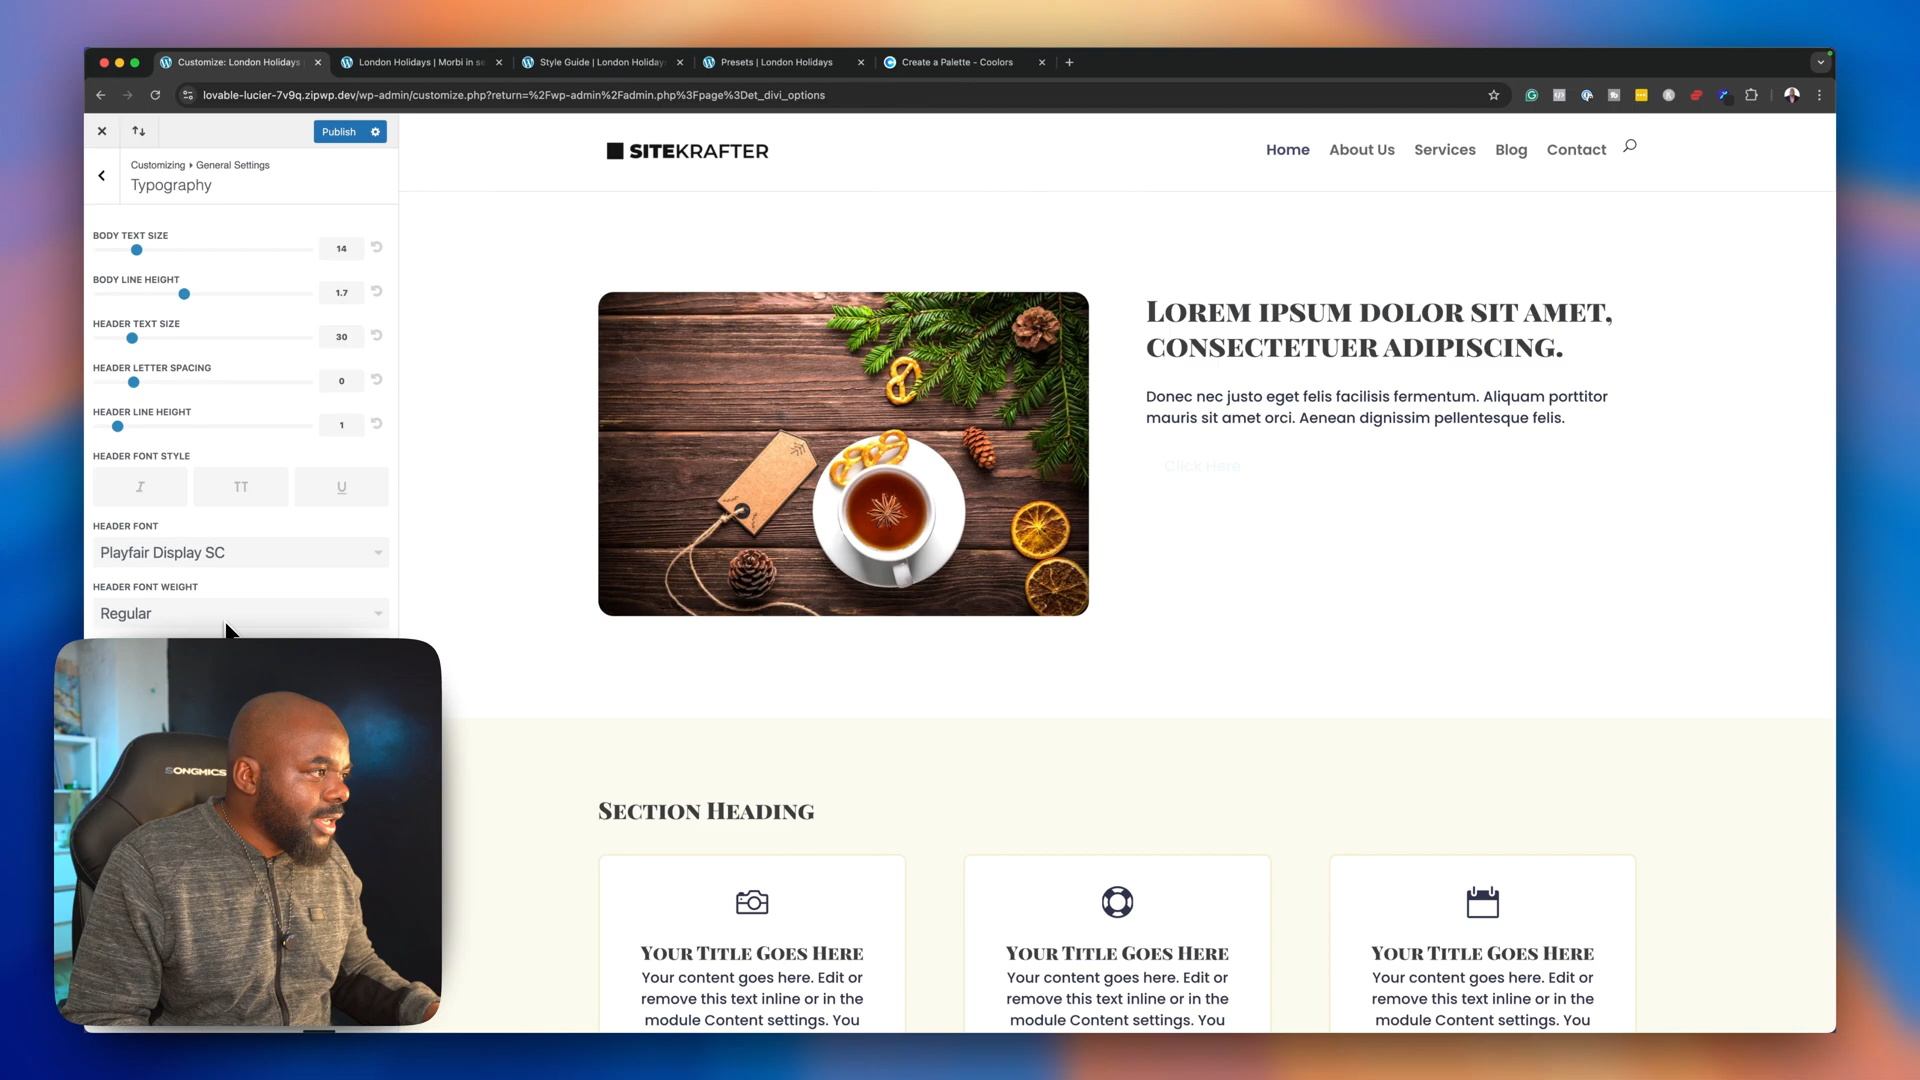 Customize: London Holidays
London Holidays | Morbi in se
Style Guide | London Holiday
Presets | London Holidays
Create a Palette - Coolors
lovable-lucier-7v9q.zipwp.dev/wp-admin/customize.php?return=%2Fwp-admin%2Fadmin.php%3Fpage%3Det_divi_options
Publish
Customizing ▸ General Settings
Typography
BODY TEXT SIZE
14
BODY LINE HEIGHT
1.7
HEADER TEXT SIZE
30
HEADER LETTER SPACING
0
HEADER LINE HEIGHT
1
HEADER FONT STYLE
I TT U
HEADER FONT
Playfair Display SC
HEADER FONT WEIGHT
Regular
SONGMICS
SITEKRAFTER
Home About Us Services Blog Contact
Lorem ipsum dolor sit amet,
consectetuer adipiscing.
Donec nec justo eget felis facilisis fermentum. Aliquam porttitor
mauris sit amet orci. Aenean dignissim pellentesque felis.
Click Here
Section Heading
Your Title Goes Here
Your content goes here. Edit or
remove this text inline or in the
module Content settings. You
Your Title Goes Here
Your content goes here. Edit or
remove this text inline or in the
module Content settings. You
Your Title Goes Here
Your content goes here. Edit or
remove this text inline or in the
module Content settings. You